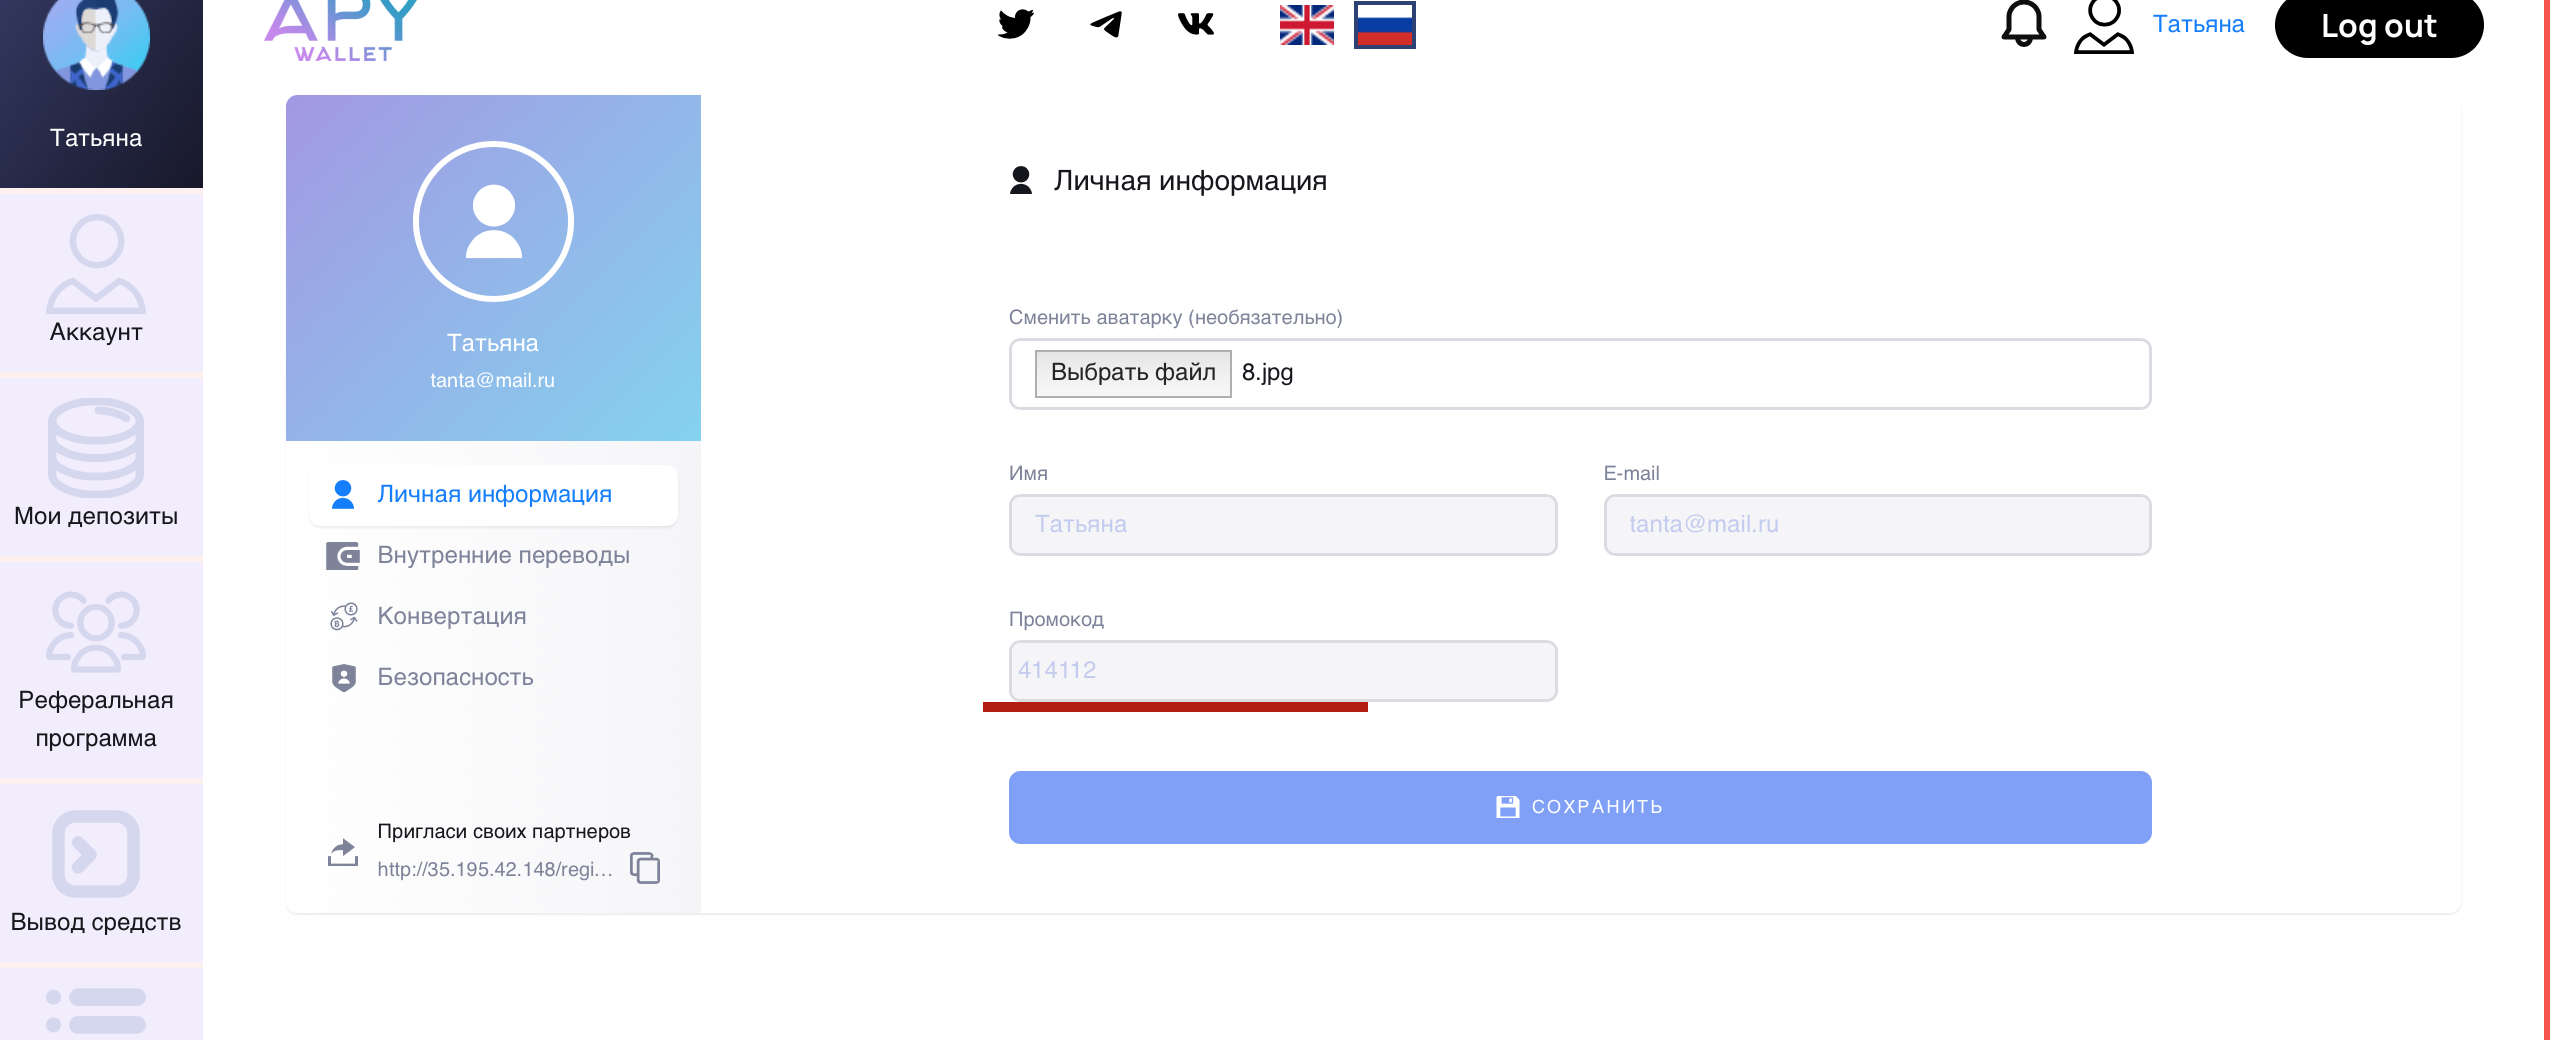 APY
WALLET
Татьяна
Log out
Татьяна
Аккаунт
Мои депозиты
Реферальная
программа
Вывод средств
Татьяна
tanta@mail.ru
Личная информация
Внутренние переводы
Конвертация
Безопасность
Пригласи своих партнеров
http://35.195.42.148/regi...
Личная информация
Сменить аватарку (необязательно)
Выбрать файл 8.jpg
Имя
E-mail
Татьяна
tanta@mail.ru
Промокод
414112
СОХРАНИТЬ